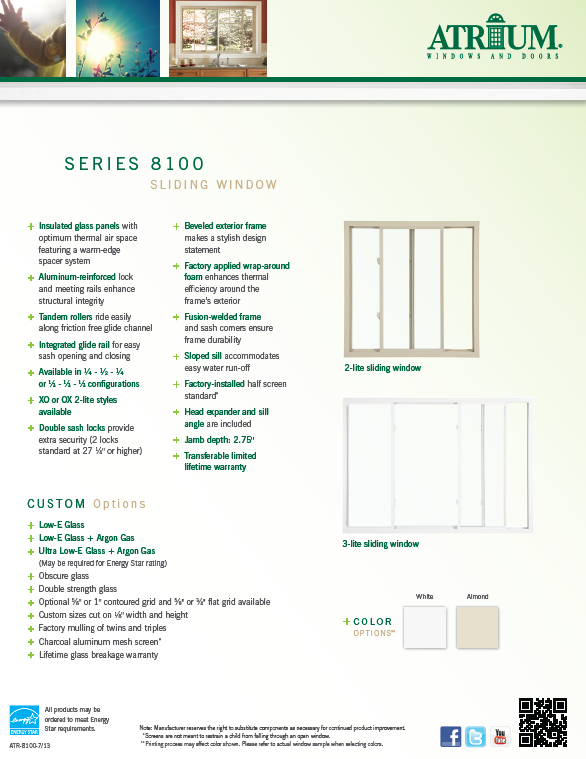 ATRIUM®
WINDOWS AND DOORS
SERIES 8100
SLIDING WINDOW
+ Insulated glass panels with
optimum thermal air space
featuring a warm-edge
spacer system
+ Aluminum-reinforced lock
and meeting rails enhance
structural integrity
+ Tandem rollers ride easily
along friction free glide channel
+ Integrated glide rail for easy
sash opening and closing
+ Available in ¼ - ½ - ¼
or ⅓ - ⅓ - ⅓ configurations
+ XO or OX 2-lite styles
available
+ Double sash locks provide
extra security (2 locks
standard at 27 ⅛" or higher)
+ Beveled exterior frame
makes a stylish design
statement
+ Factory applied wrap-around
foam enhances thermal
efficiency around the
frame's exterior
+ Fusion-welded frame
and sash corners ensure
frame durability
+ Sloped sill accommodates
easy water run-off
+ Factory-installed half screen
standard*
+ Head expander and sill
angle are included
+ Jamb depth: 2.75"
+ Transferable limited
lifetime warranty
2-lite sliding window
3-lite sliding window
CUSTOM Options
+ Low-E Glass
+ Low-E Glass + Argon Gas
+ Ultra Low-E Glass + Argon Gas
(May be required for Energy Star rating)
+ Obscure glass
+ Double strength glass
+ Optional ⅝" or 1" contoured grid and ⅝" or ¾" flat grid available
+ Custom sizes cut on ⅛" width and height
+ Factory mulling of twins and triples
+ Charcoal aluminum mesh screen*
+ Lifetime glass breakage warranty
White
Almond
+ COLOR
OPTIONS**
energy
ENERGY STAR
All products may be
ordered to meet Energy
Star requirements.
ATR-8100-7/13
Note: Manufacturer reserves the right to substitute components as necessary for continued product improvement.
*Screens are not meant to restrain a child from falling through an open window.
**Printing process may affect color shown. Please refer to actual window sample when selecting colors.
You
Tube